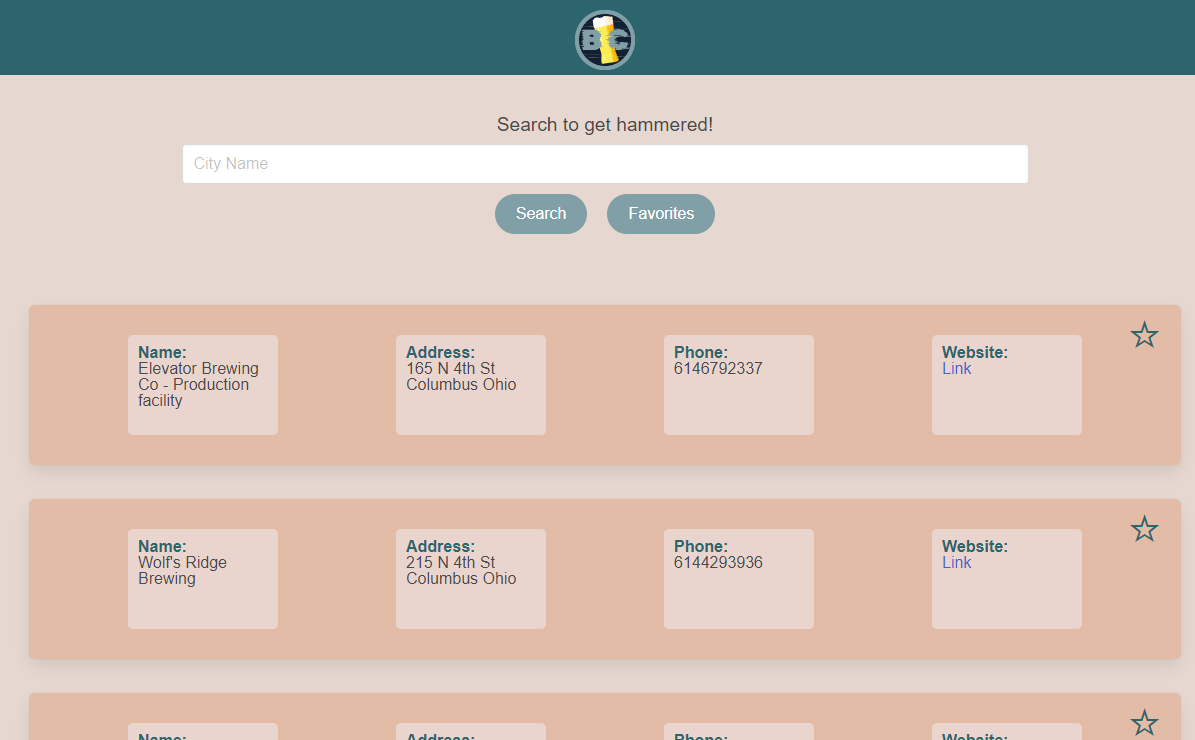 BC
Search to get hammered!
City Name
Search Favorites
Name:
Elevator Brewing
Co - Production
facility
Address:
165 N 4th St
Columbus Ohio
Phone:
6146792337
Website:
Link
Name:
Wolf's Ridge
Brewing
Address:
215 N 4th St
Columbus Ohio
Phone:
6144293936
Website:
Link
Name:
Address:
Phone:
Website: